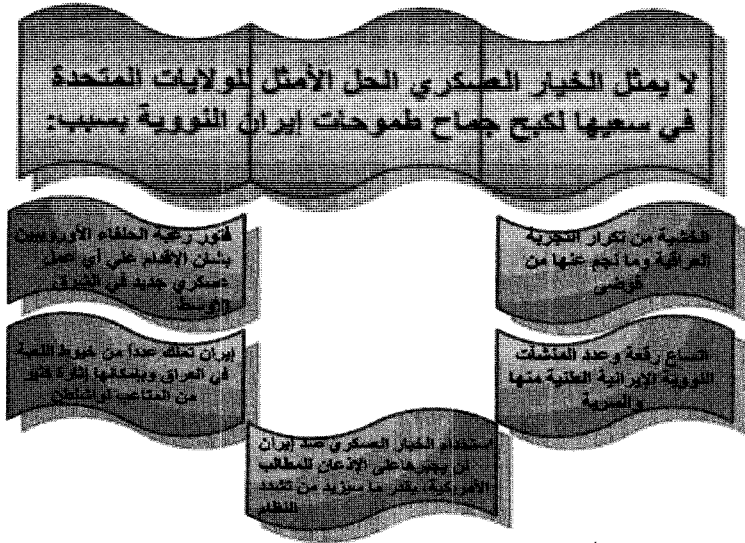 لا يمثل الخيار العسكري الحل الأمثل للولايات المتحدة
في سعيها لكبح جماح طموحات إيران النووية بسبب:
الخشية من تكرار التجربة
العراقية وما نجم عنها من
فوضى
فتور رغبة الحلفاء الأوروبيين
بشأن الإقدام على أي عمل
عسكري جديد في الشرق
الأوسط
اتساع رقعة وعدد المنشآت
النووية الإيرانية العلنية منها
والسرية
إيران تملك عدداً من خيوط اللعبة
في العراق وبإمكانها إثارة كثير
من المتاعب لواشنطن
استخدام الخيار العسكري ضد إيران
لن يجبرها على الإذعان للمطالب
الأمريكية، بقدر ما سيزيد من تشدد
النظام